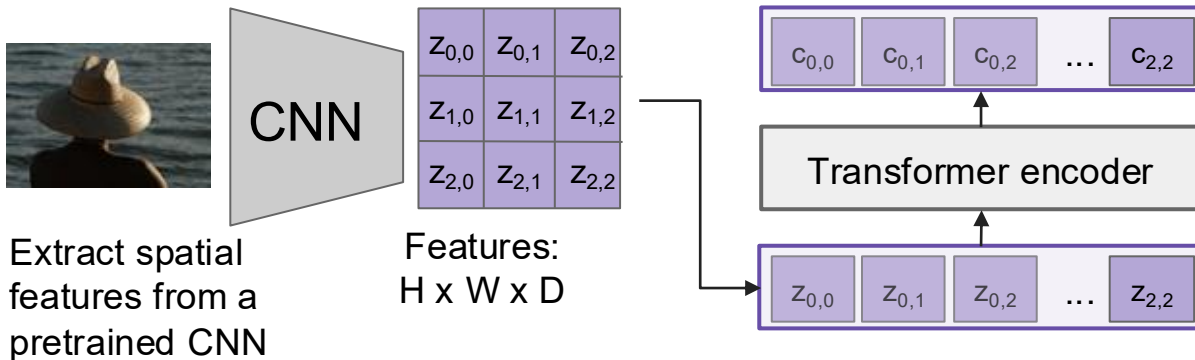 CNN
z0,0 z0,1 z0,2
z1,0 z1,1 z1,2
z2,0 z2,1 z2,2
Extract spatial
features from a
pretrained CNN
Features:
H x W x D
c0,0 c0,1 c0,2 ... c2,2
Transformer encoder
z0,0 z0,1 z0,2 ... z2,2